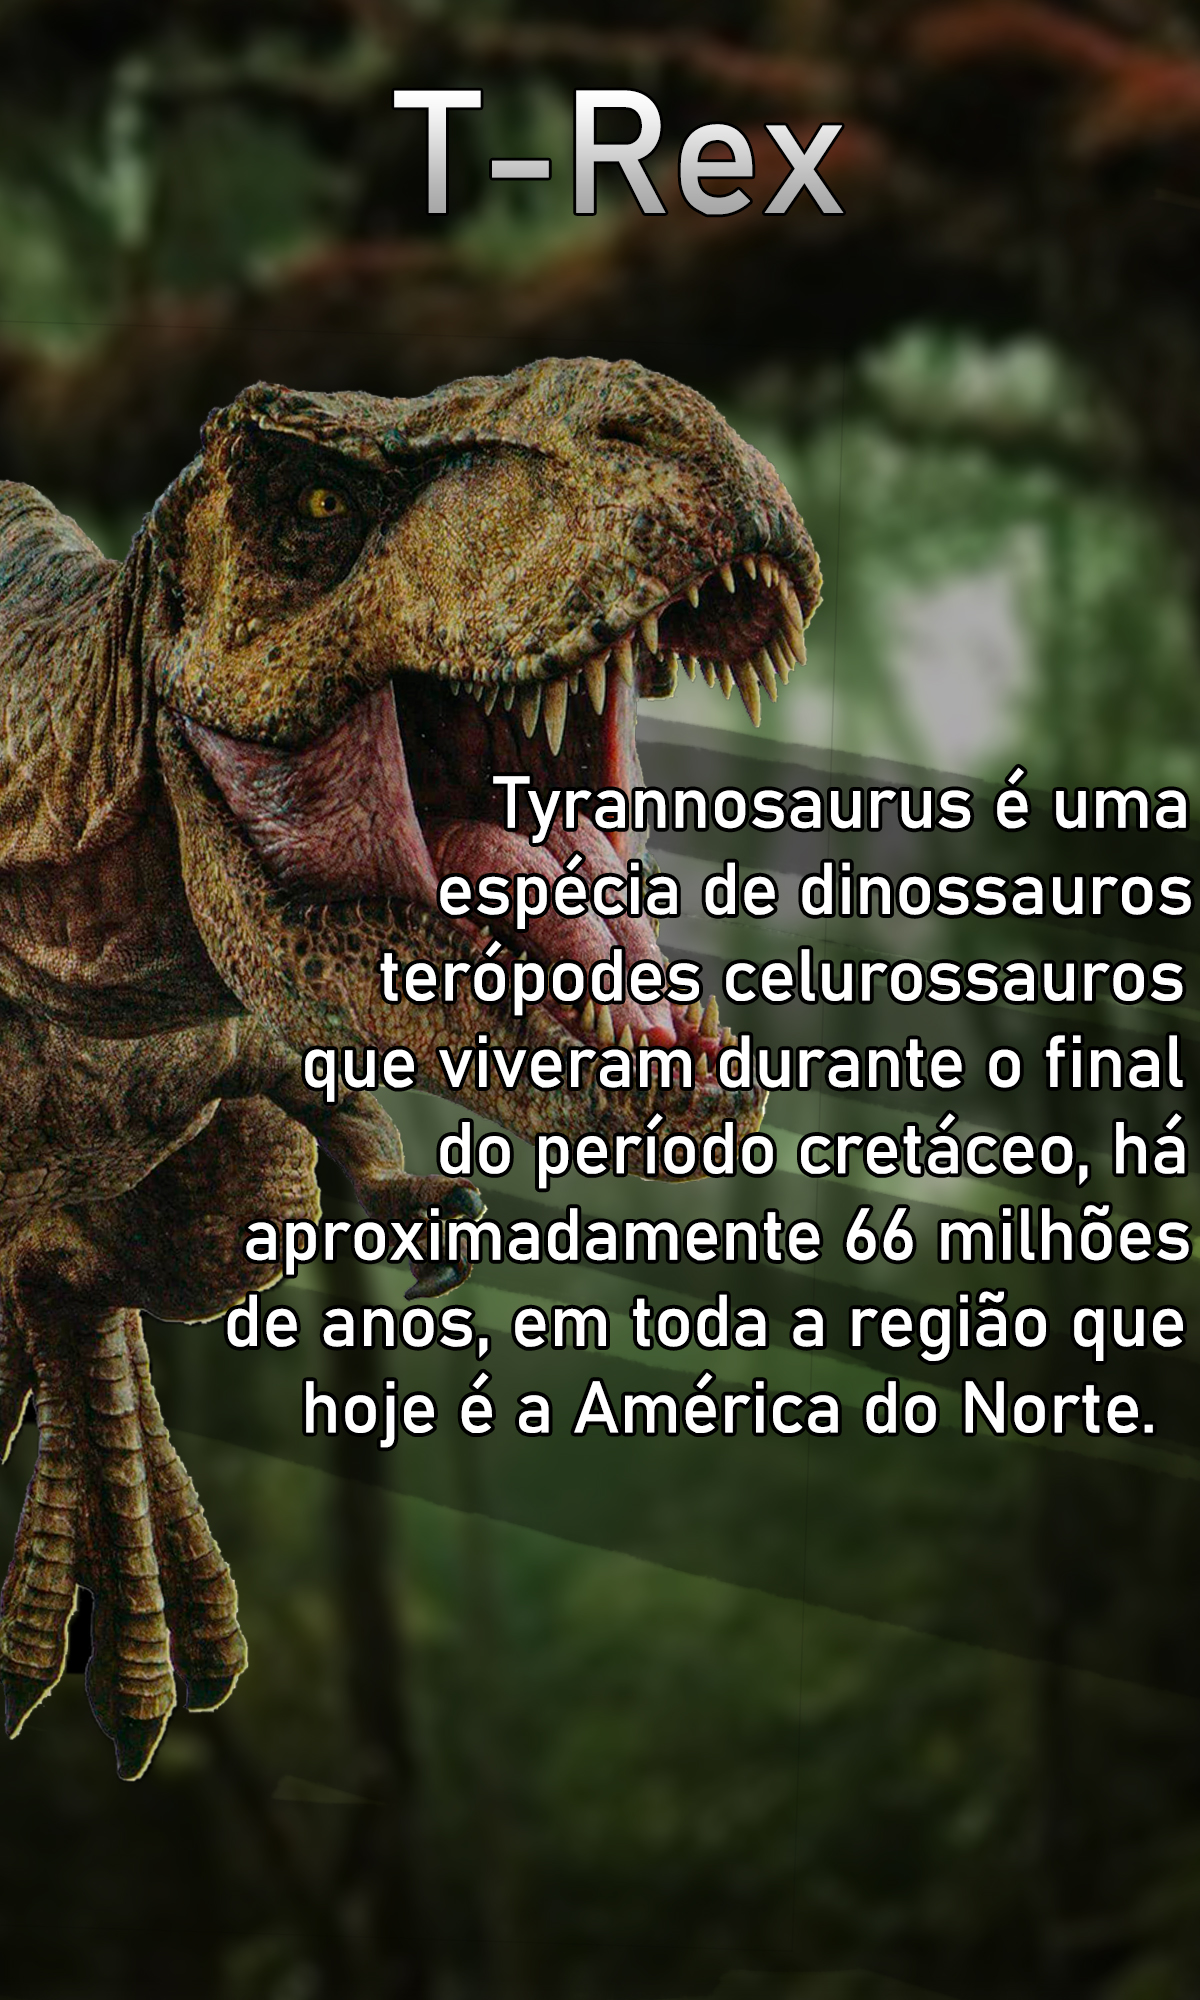 T-Rex
Tyrannosaurus é uma
espécia de dinossauros
terópodes celurossauros
que viveram durante o final
do período cretáceo, há
aproximadamente 66 milhões
de anos, em toda a região que
hoje é a América do Norte.